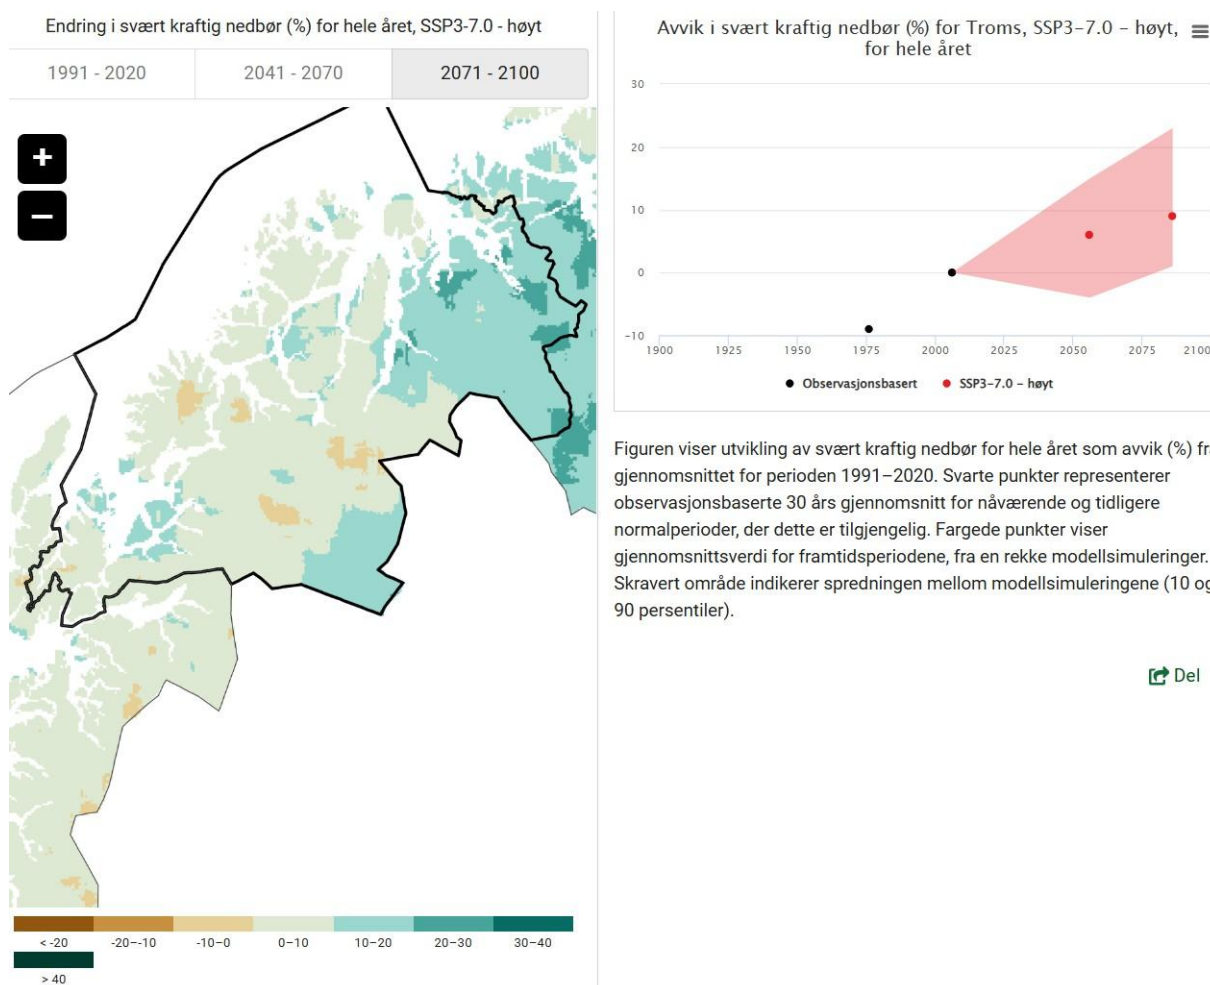 Endring i svært kraftig nedbør (%) for hele året, SSP3-7.0 - høyt
1991 - 2020
2041 - 2070
2071 - 2100
+
−
< -20
-20–-10
-10–0
0–10
10–20
20–30
30–40
> 40
Avvik i svært kraftig nedbør (%) for Troms, SSP3–7.0 – høyt,
for hele året
30
20
10
0
-10
1900
1925
1950
1975
2000
2025
2050
2075
2100
Observasjonsbasert
SSP3–7.0 – høyt
Figuren viser utvikling av svært kraftig nedbør for hele året som avvik (%)
gjennomsnittet for perioden 1991–2020. Svarte punkter representerer
observasjonsbaserte 30 års gjennomsnitt for nåværende og tidligere
normalperioder, der dette er tilgjengelig. Fargede punkter viser
gjennomsnittsverdi for framtidsperiodene, fra en rekke modellsimuleringer.
Skravert område indikerer spredningen mellom modellsimuleringene (10
90 persentiler).
Del